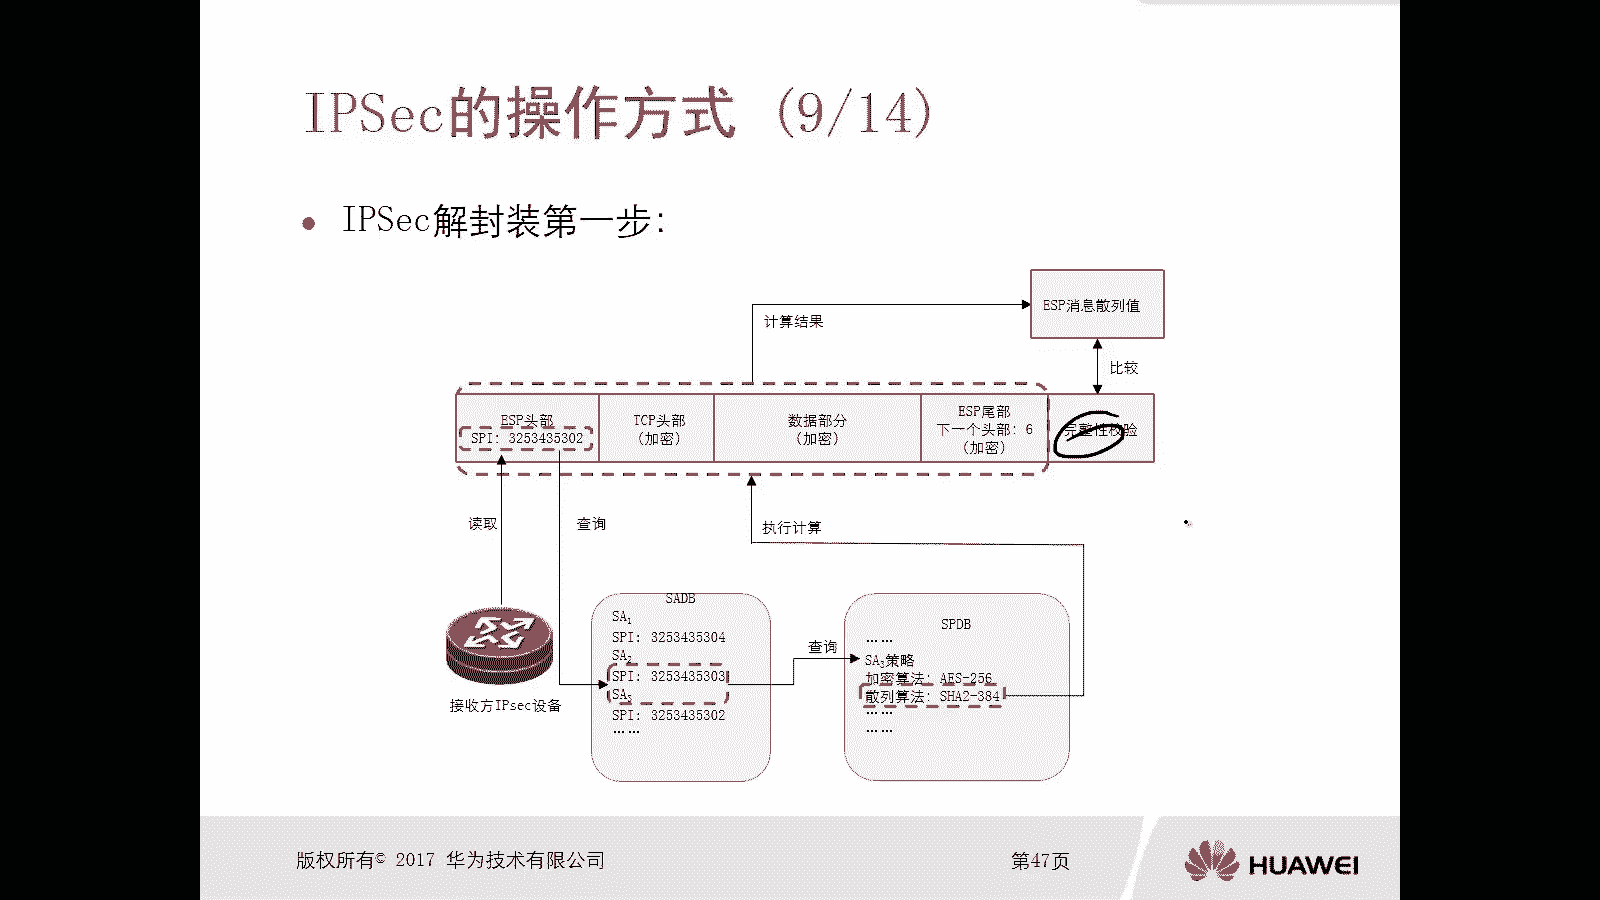 IPSec的操作方式 (9/14)
IPSec解封装第一步:
ESP消息散列值
计算结果
比较
ESP头部
SPI: 3253435302
TCP头部
(加密)
数据部分
(加密)
ESP尾部
下一个头部: 6
(加密)
完整性校验
读取
查询
执行计算
接收方IPsec设备
SADB
SA1
SPI: 3253435304
SA2
SPI: 3253435303
SA3
SPI: 3253435302
……
查询
SPDB
……
SA3策略
加密算法: AES-256
散列算法: SHA2-384
……
……
版权所有© 2017 华为技术有限公司
第47页
HUAWEI